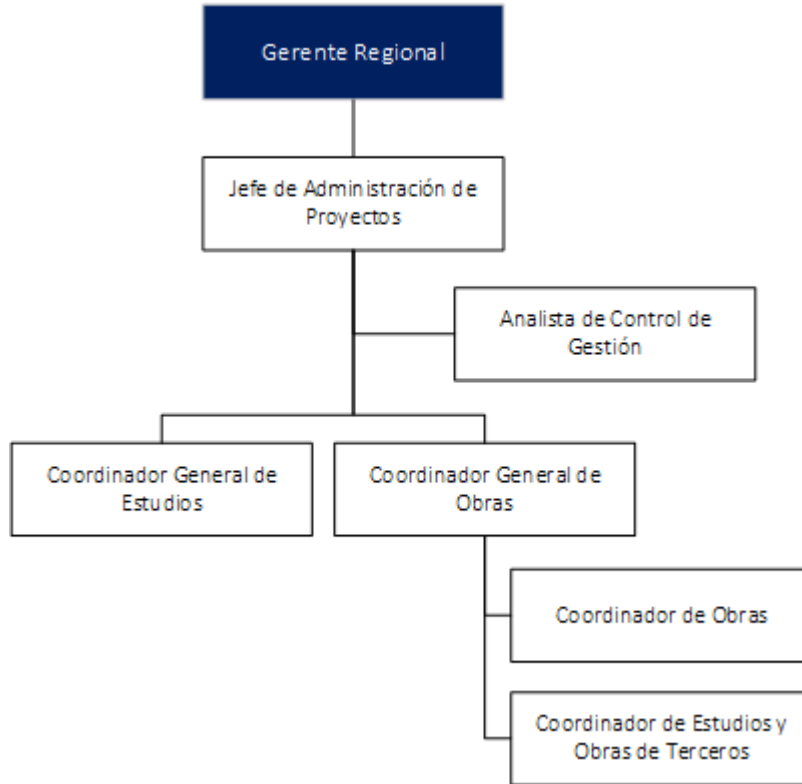 Gerente Regional
Jefe de Administración de
Proyectos
Analista de Control de
Gestión
Coordinador General de
Estudios
Coordinador General de
Obras
Coordinador de Obras
Coordinador de Estudios y
Obras de Terceros